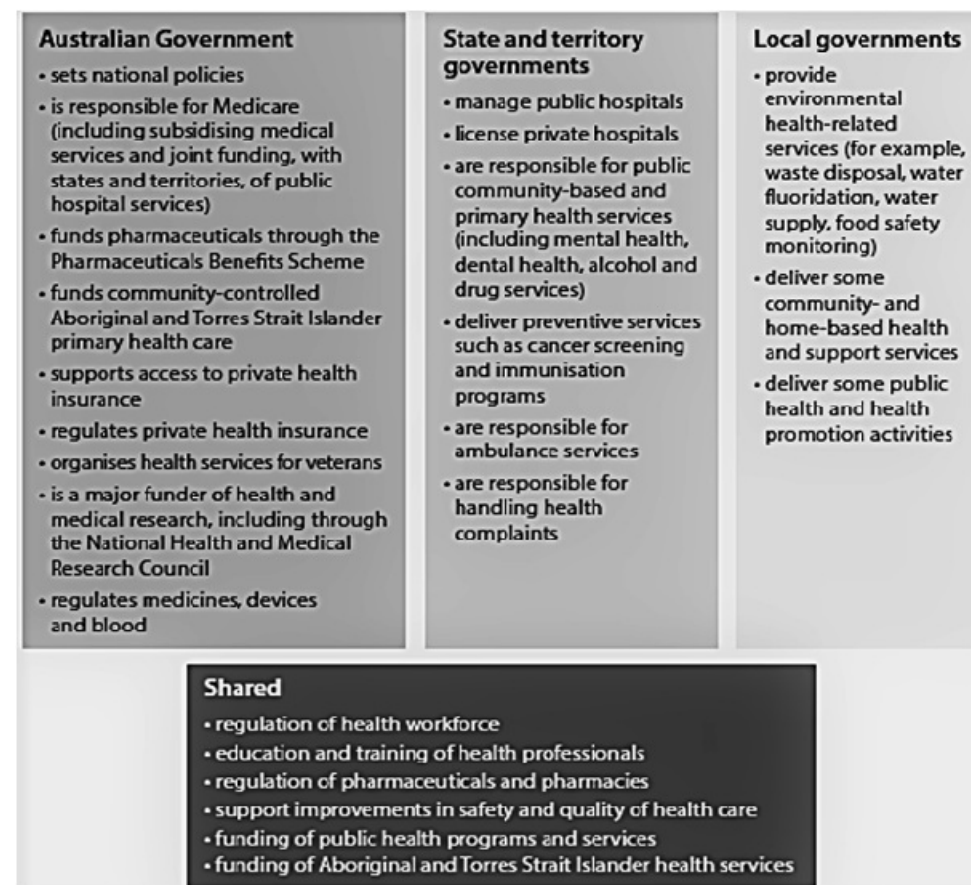 Australian Government
• sets national policies
• is responsible for Medicare
(including subsidising medical
services and joint funding, with
states and territories, of public
hospital services)
• funds pharmaceuticals through the
Pharmaceuticals Benefits Scheme
• funds community-controlled
Aboriginal and Torres Strait Islander
primary health care
• supports access to private health
insurance
• regulates private health insurance
• organises health services for veterans
• is a major funder of health and
medical research, including through
the National Health and Medical
Research Council
• regulates medicines, devices
and blood
State and territory
governments
• manage public hospitals
• license private hospitals
• are responsible for public
community-based and
primary health services
(including mental health,
dental health, alcohol and
drug services)
• deliver preventive services
such as cancer screening
and immunisation
programs
• are responsible for
ambulance services
• are responsible for
handling health
complaints
Local governments
• provide
environmental
health-related
services (for example,
waste disposal, water
fluoridation, water
supply, food safety
monitoring)
• deliver some
community- and
home-based health
and support services
• deliver some public
health and health
promotion activities
Shared
• regulation of health workforce
• education and training of health professionals
• regulation of pharmaceuticals and pharmacies
• support improvements in safety and quality of health care
• funding of public health programs and services
• funding of Aboriginal and Torres Strait Islander health services